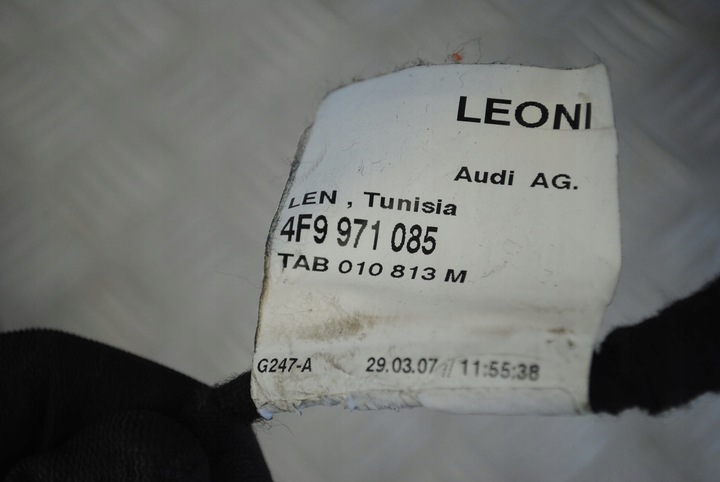 LEONI
Audi AG.
LEN , Tunisia
4F9 971 085
TAB 010 813 M
G247-A 29.03.07 // 11:55:38